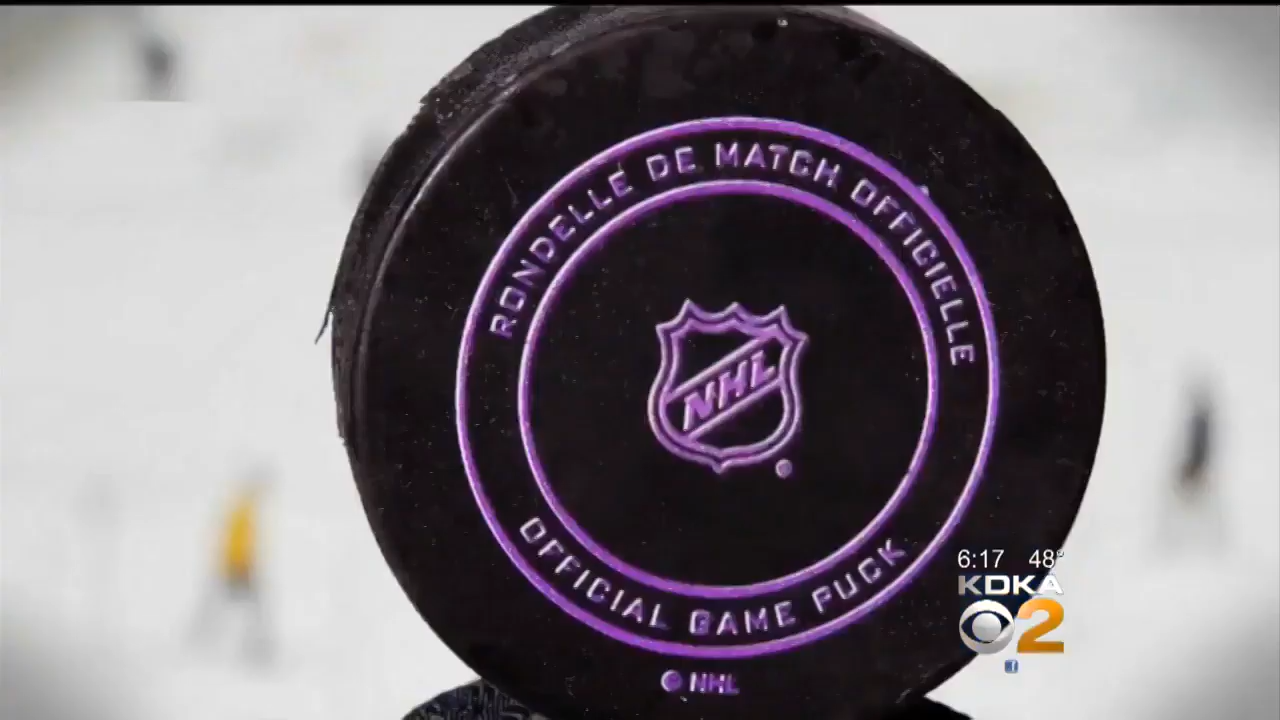 RONDELLE DE MATCH OFFICIELLE
NHL
OFFICIAL GAME PUCK
© NHL
6:17 48°
KDKA
2